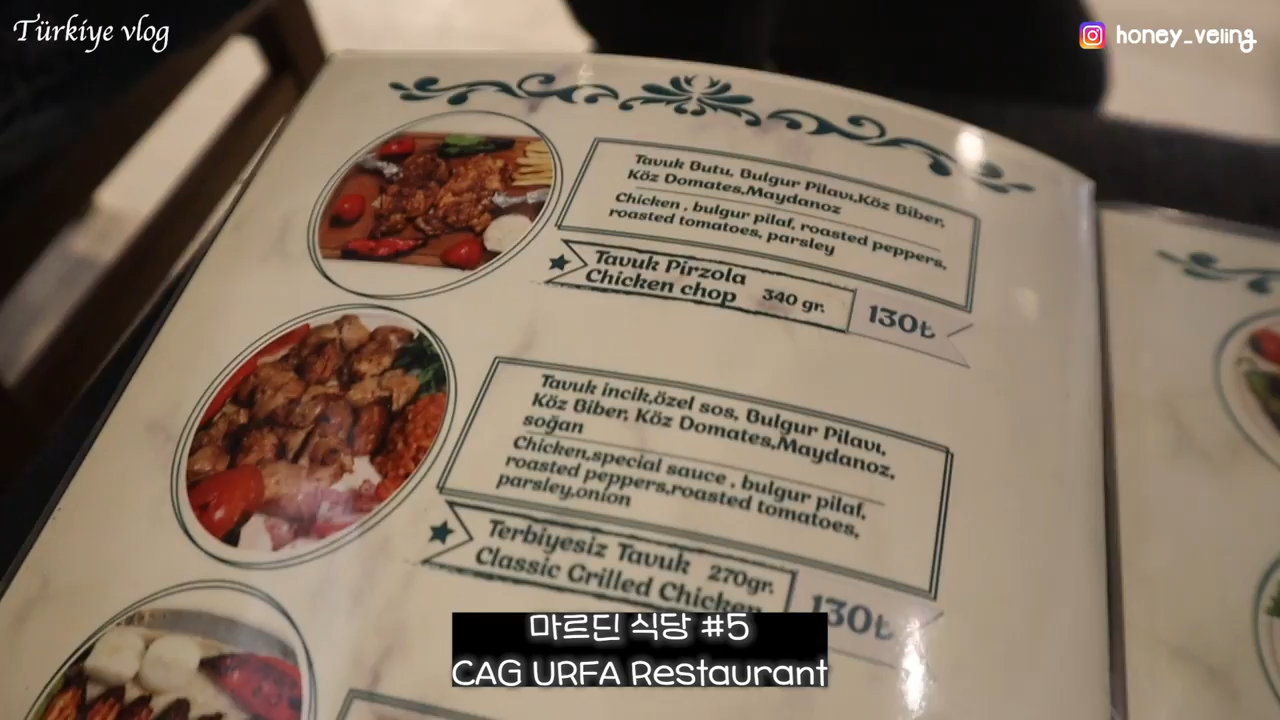 Türkiye vlog
honey_veling
Tavuk Butu, Bulgur Pilavı,Köz Biber,
Köz Domates,Maydanoz
Chicken , bulgur pilaf, roasted peppers,
roasted tomatoes, parsley
Tavuk Pirzola
Chicken chop
340 gr.
130₺
Tavuk incik,özel sos, Bulgur Pilavı,
Köz Biber, Köz Domates,Maydanoz,
soğan
Chicken,special sauce , bulgur pilaf,
roasted peppers,roasted tomatoes,
parsley,onion
Terbiyesiz Tavuk
Classic Grilled Chicken
270gr.
130₺
마르딘 식당 #5
CAG URFA Restaurant